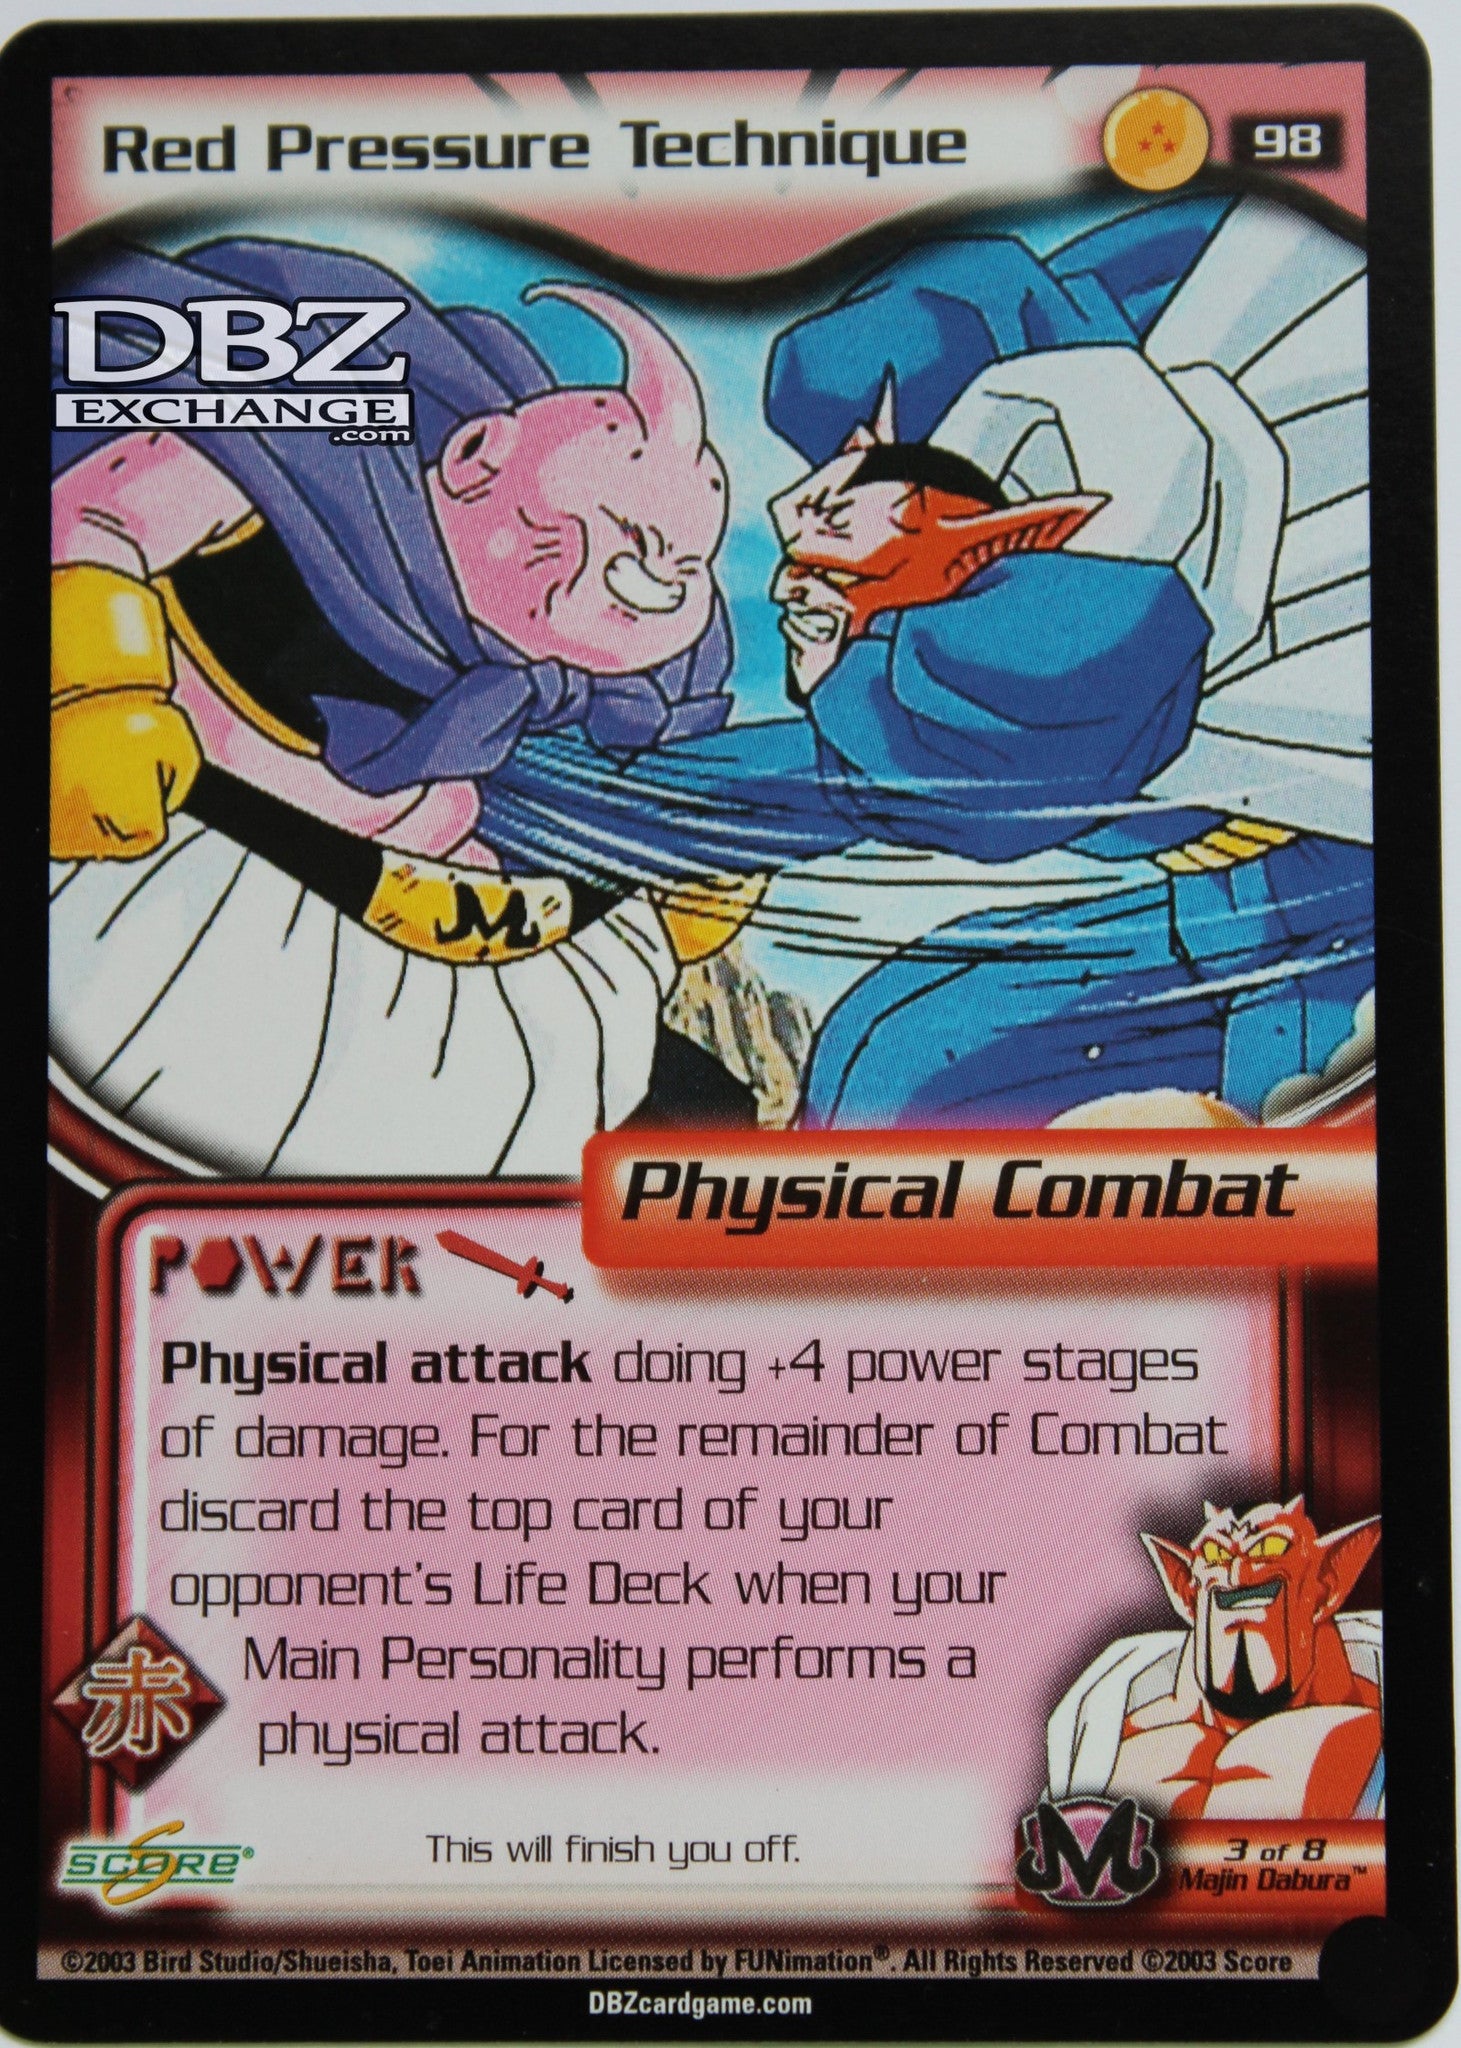 Red Pressure Technique
98
DBZ
EXCHANGE
.com
M
Physical Combat
POWER
Physical attack doing +4 power stages
of damage. For the remainder of Combat
discard the top card of your
opponent's Life Deck when your
Main Personality performs a
physical attack.
赤
This will finish you off.
SCORE®
M
3 of 8
Majin Dabura™
©2003 Bird Studio/Shueisha, Toei Animation Licensed by FUNimation®. All Rights Reserved ©2003 Score
DBZcardgame.com